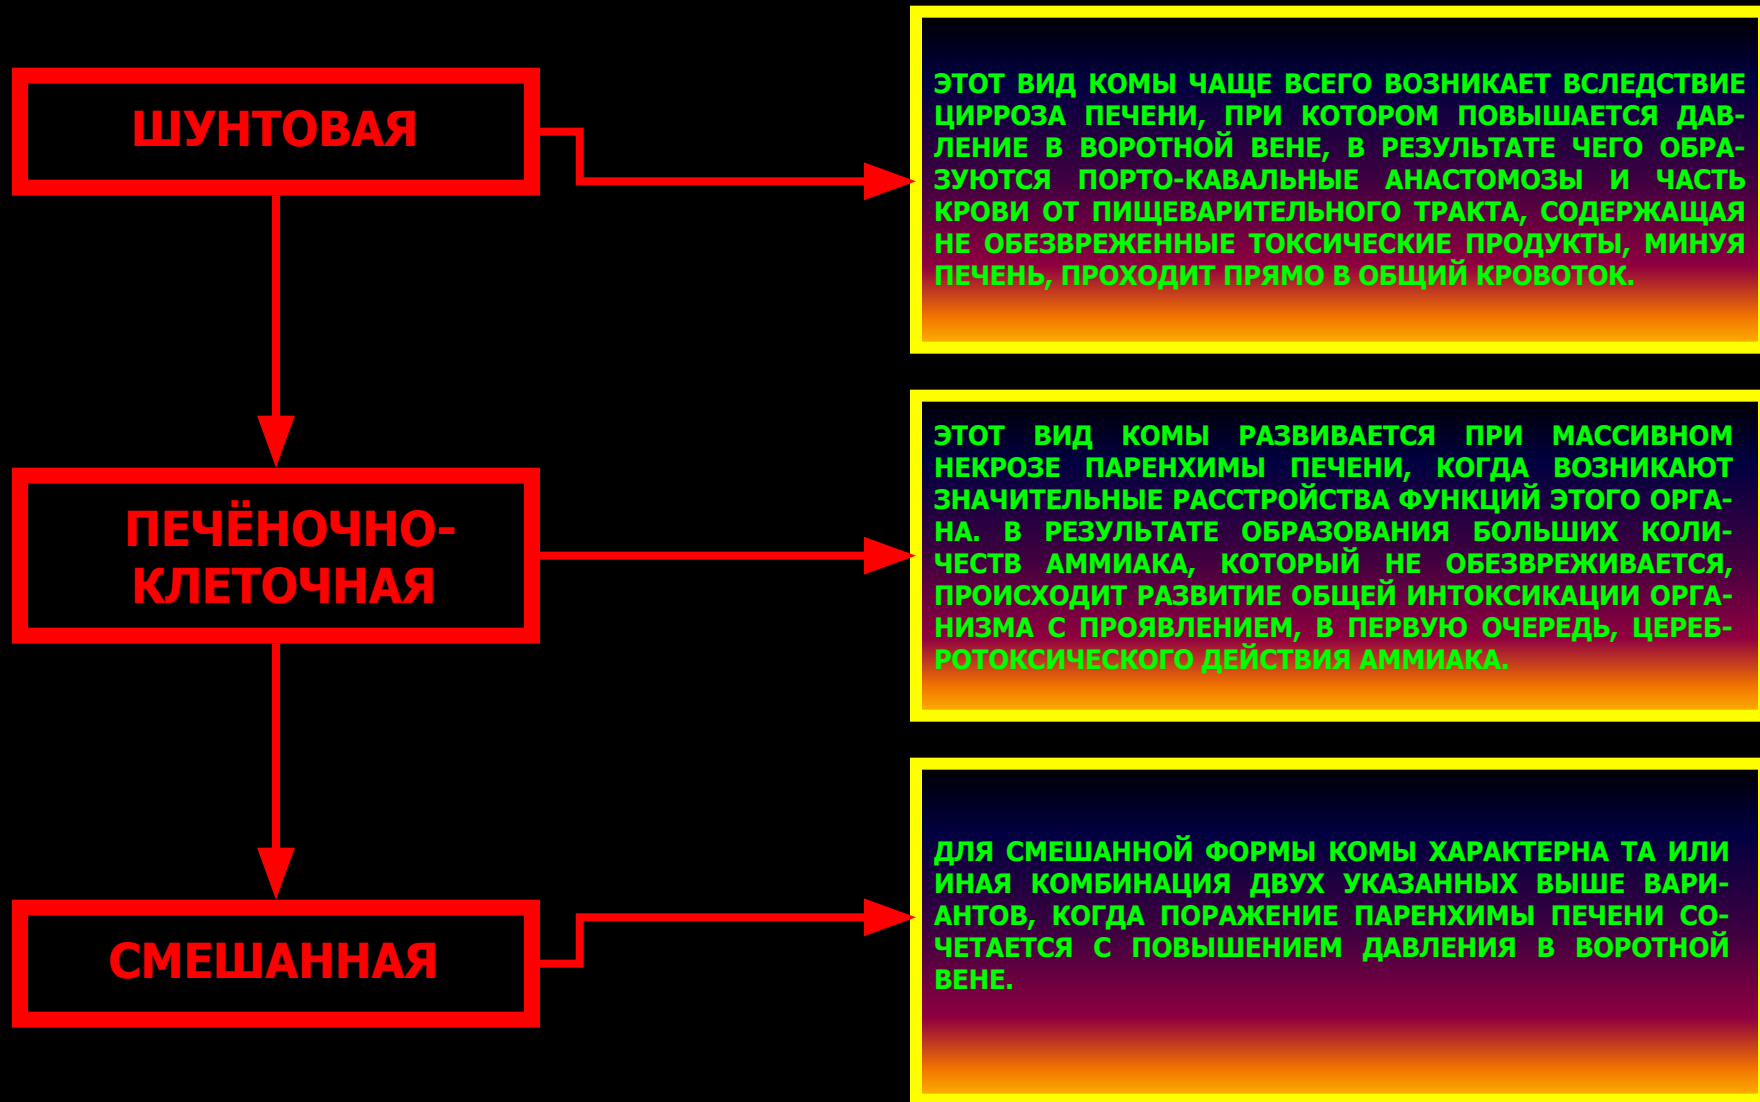 ШУНТОВАЯ
ЭТОТ ВИД КОМЫ ЧАЩЕ ВСЕГО ВОЗНИКАЕТ ВСЛЕДСТВИЕ
ЦИРРОЗА ПЕЧЕНИ, ПРИ КОТОРОМ ПОВЫШАЕТСЯ ДАВ-
ЛЕНИЕ В ВОРОТНОЙ ВЕНЕ, В РЕЗУЛЬТАТЕ ЧЕГО ОБРА-
ЗУЮТСЯ ПОРТО-КАВАЛЬНЫЕ АНАСТОМОЗЫ И ЧАСТЬ
КРОВИ ОТ ПИЩЕВАРИТЕЛЬНОГО ТРАКТА, СОДЕРЖАЩАЯ
НЕ ОБЕЗВРЕЖЕННЫЕ ТОКСИЧЕСКИЕ ПРОДУКТЫ, МИНУЯ
ПЕЧЕНЬ, ПРОХОДИТ ПРЯМО В ОБЩИЙ КРОВОТОК.
ПЕЧЁНОЧНО-
КЛЕТОЧНАЯ
ЭТОТ ВИД КОМЫ РАЗВИВАЕТСЯ ПРИ МАССИВНОМ
НЕКРОЗЕ ПАРЕНХИМЫ ПЕЧЕНИ, КОГДА ВОЗНИКАЮТ
ЗНАЧИТЕЛЬНЫЕ РАССТРОЙСТВА ФУНКЦИЙ ЭТОГО ОРГА-
НА. В РЕЗУЛЬТАТЕ ОБРАЗОВАНИЯ БОЛЬШИХ КОЛИ-
ЧЕСТВ АММИАКА, КОТОРЫЙ НЕ ОБЕЗВРЕЖИВАЕТСЯ,
ПРОИСХОДИТ РАЗВИТИЕ ОБЩЕЙ ИНТОКСИКАЦИИ ОРГА-
НИЗМА С ПРОЯВЛЕНИЕМ, В ПЕРВУЮ ОЧЕРЕДЬ, ЦЕРЕБ-
РОТОКСИЧЕСКОГО ДЕЙСТВИЯ АММИАКА.
СМЕШАННАЯ
ДЛЯ СМЕШАННОЙ ФОРМЫ КОМЫ ХАРАКТЕРНА ТА ИЛИ
ИНАЯ КОМБИНАЦИЯ ДВУХ УКАЗАННЫХ ВЫШЕ ВАРИ-
АНТОВ, КОГДА ПОРАЖЕНИЕ ПАРЕНХИМЫ ПЕЧЕНИ СО-
ЧЕТАЕТСЯ С ПОВЫШЕНИЕМ ДАВЛЕНИЯ В ВОРОТНОЙ
ВЕНЕ.